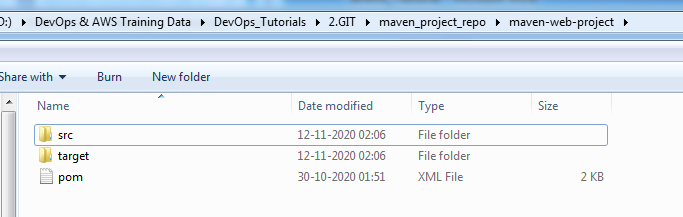 ):) ▸ DevOps & AWS Training Data ▸ DevOps_Tutorials ▸ 2.GIT ▸ maven_project_repo ▸ maven-web-project ▸
Share with ▾ Burn New folder
Name Date modified Type Size
src 12-11-2020 02:06 File folder
target 12-11-2020 02:06 File folder
pom 30-10-2020 01:51 XML File 2 KB